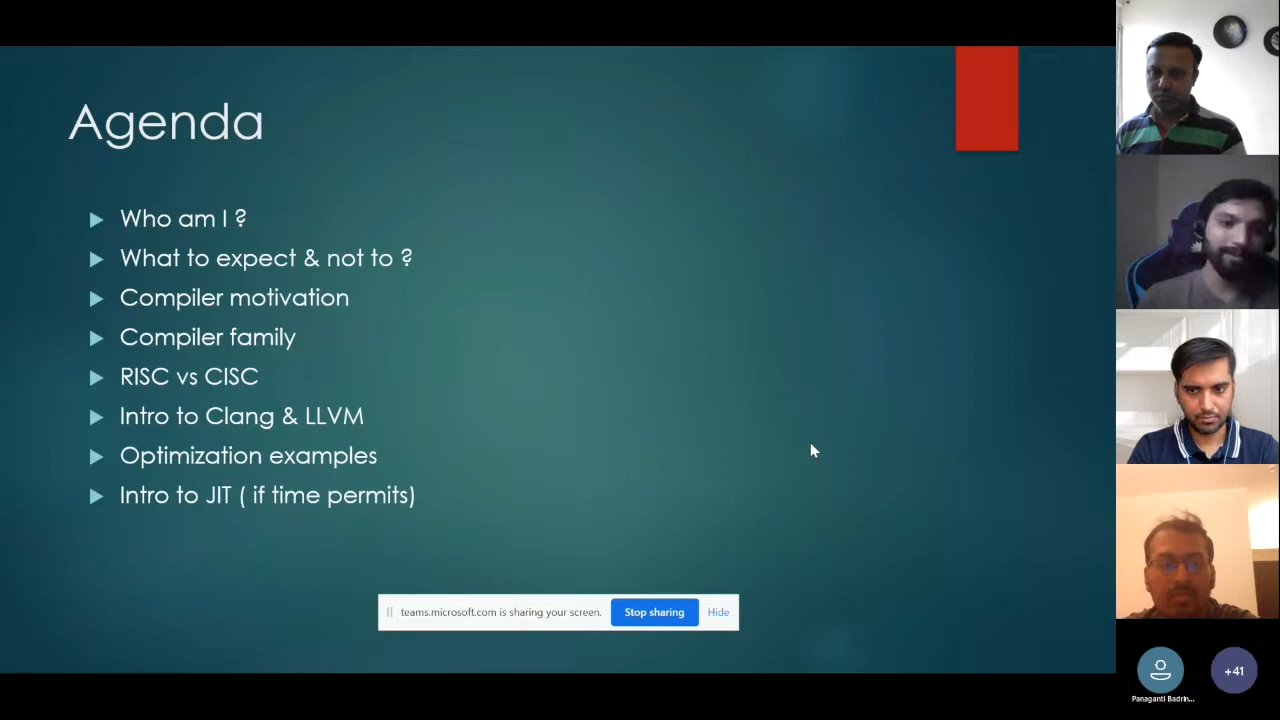 Agenda
Who am I ?
What to expect & not to ?
Compiler motivation
Compiler family
RISC vs CISC
Intro to Clang & LLVM
Optimization examples
Intro to JIT ( if time permits)
teams.microsoft.com is sharing your screen. Stop sharing Hide
+41
Panaganti Badrin...